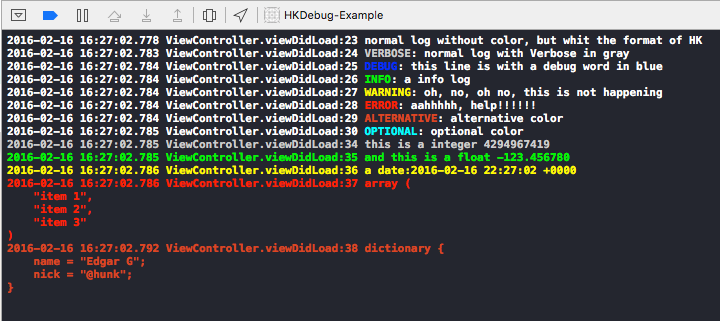 HKDebug-Example
2016-02-16 16:27:02.778 ViewController.viewDidLoad:23 normal log without color, but whit the format of HK
2016-02-16 16:27:02.783 ViewController.viewDidLoad:24 VERBOSE: normal log with Verbose in gray
2016-02-16 16:27:02.784 ViewController.viewDidLoad:25 DEBUG: this line is with a debug word in blue
2016-02-16 16:27:02.784 ViewController.viewDidLoad:26 INFO: a info log
2016-02-16 16:27:02.784 ViewController.viewDidLoad:27 WARNING: oh, no, oh no, this is not happening
2016-02-16 16:27:02.784 ViewController.viewDidLoad:28 ERROR: aahhhhh, help!!!!!!
2016-02-16 16:27:02.784 ViewController.viewDidLoad:29 ALTERNATIVE: alternative color
2016-02-16 16:27:02.785 ViewController.viewDidLoad:30 OPTIONAL: optional color
2016-02-16 16:27:02.785 ViewController.viewDidLoad:34 this is a integer 4294967419
2016-02-16 16:27:02.785 ViewController.viewDidLoad:35 and this is a float -123.456780
2016-02-16 16:27:02.786 ViewController.viewDidLoad:36 a date:2016-02-16 22:27:02 +0000
2016-02-16 16:27:02.786 ViewController.viewDidLoad:37 array (
    "item 1",
    "item 2",
    "item 3"
)
2016-02-16 16:27:02.792 ViewController.viewDidLoad:38 dictionary {
    name = "Edgar G";
    nick = "@hunk";
}